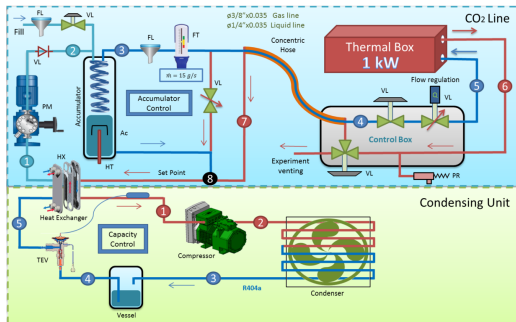 ø3/8"x0.035 Gas line
ø1/4"x0.035 Liquid line
CO₂ Line
Fill
FL
VL
2
3
FL
FT
ṁ = 15 g/s
Concentric
Hose
Thermal Box
1 kW
Flow regulation
VL
PM
Accumulator
Accumulator
Control
VL
VL
4
5
6
Control Box
Ac
HT
7
1
HX
Set Point
8
Experiment
venting
VL
PR
Heat Exchanger
Condensing Unit
5
Capacity
Control
1
2
TEV
Compressor
4
3
Vessel
R404a
Condenser